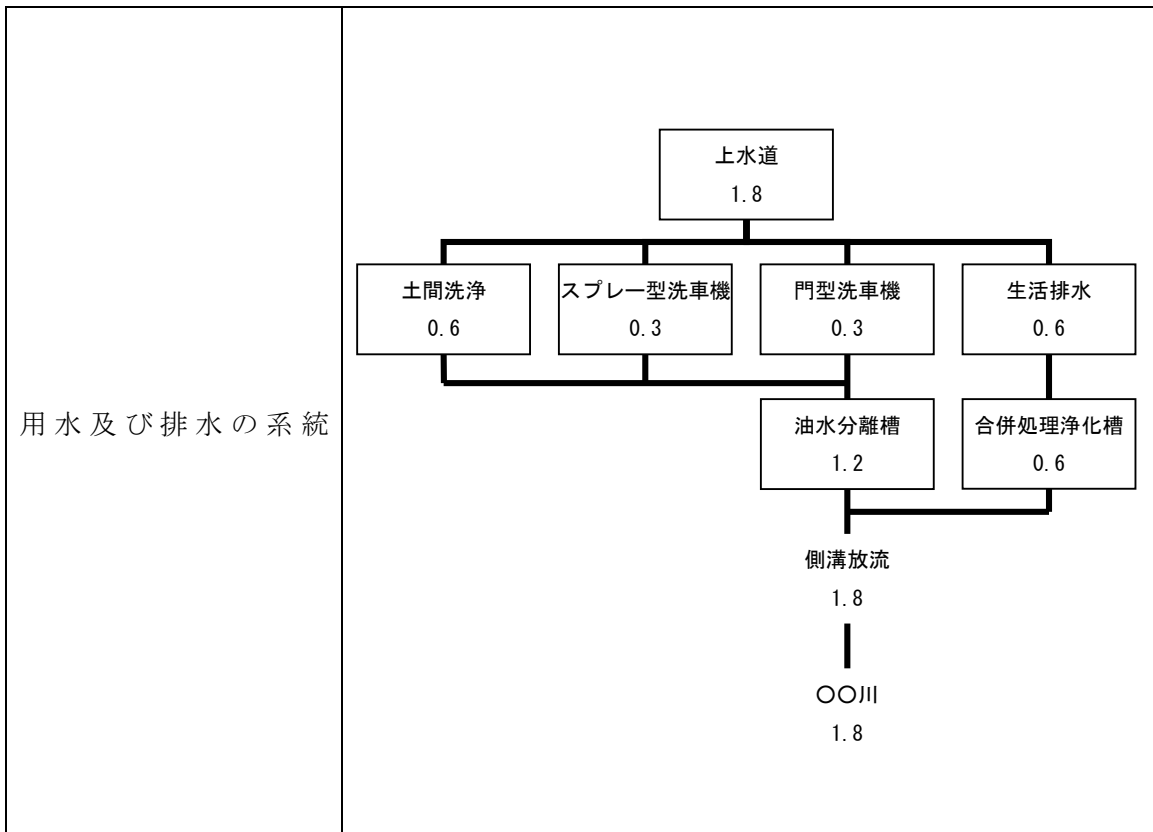 用水及び排水の系統
上水道
1.8
土間洗浄
0.6
スプレー型洗車機
0.3
門型洗車機
0.3
生活排水
0.6
油水分離槽
1.2
合併処理浄化槽
0.6
側溝放流
1.8
〇〇川
1.8